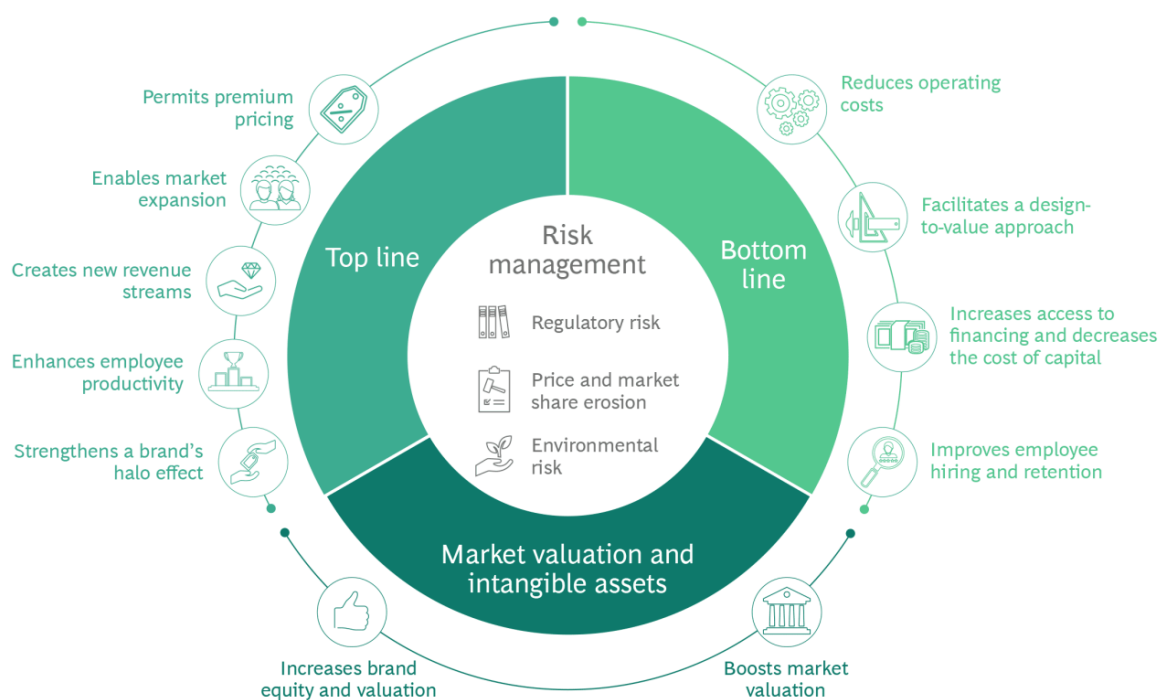 Permits premium
pricing
Enables market
expansion
Creates new revenue
streams
Enhances employee
productivity
Strengthens a brand’s
halo effect
Top line
Risk
management
Regulatory risk
Price and market
share erosion
Environmental
risk
Bottom
line
Reduces operating
costs
Facilitates a design-
to-value approach
Increases access to
financing and decreases
the cost of capital
Improves employee
hiring and retention
Market valuation and
intangible assets
Increases brand
equity and valuation
Boosts market
valuation